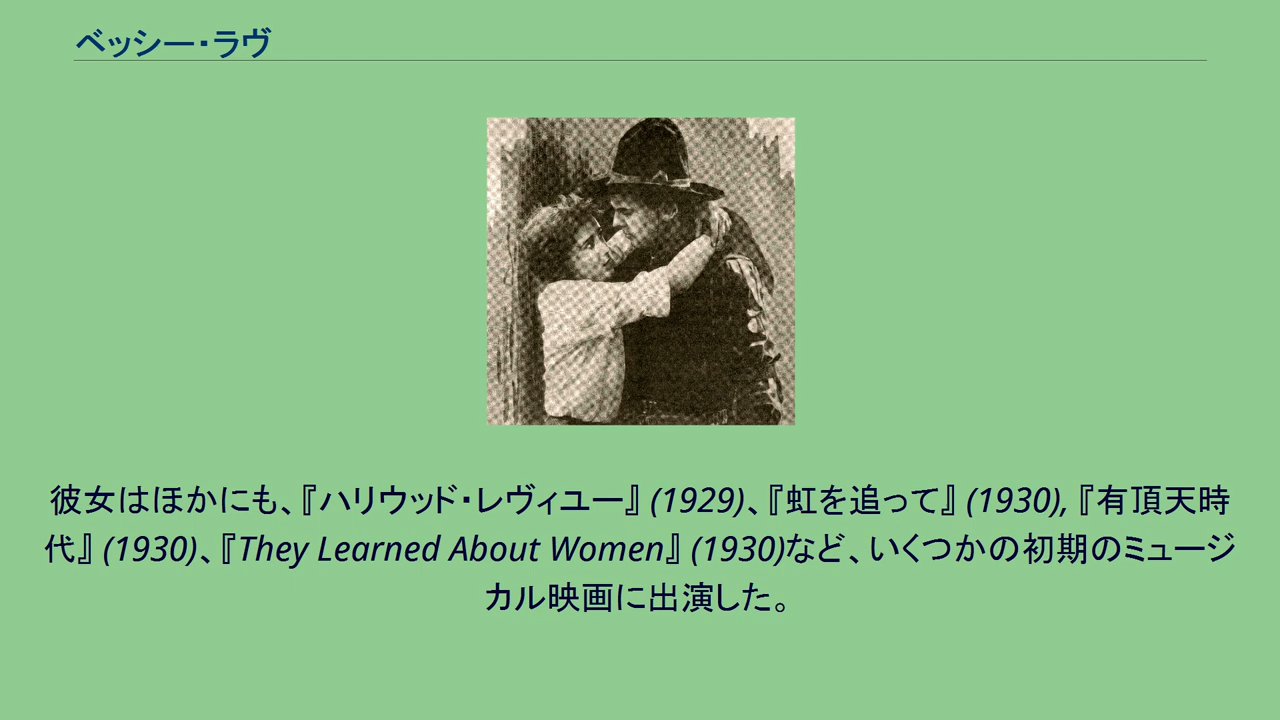 ベッシー・ラヴ
彼女はほかにも、『ハリウッド・レヴィユー』 (1929)、『虹を追って』 (1930), 『有頂天時
代』 (1930)、『They Learned About Women』 (1930)など、いくつかの初期のミュージ
カル映画に出演した。